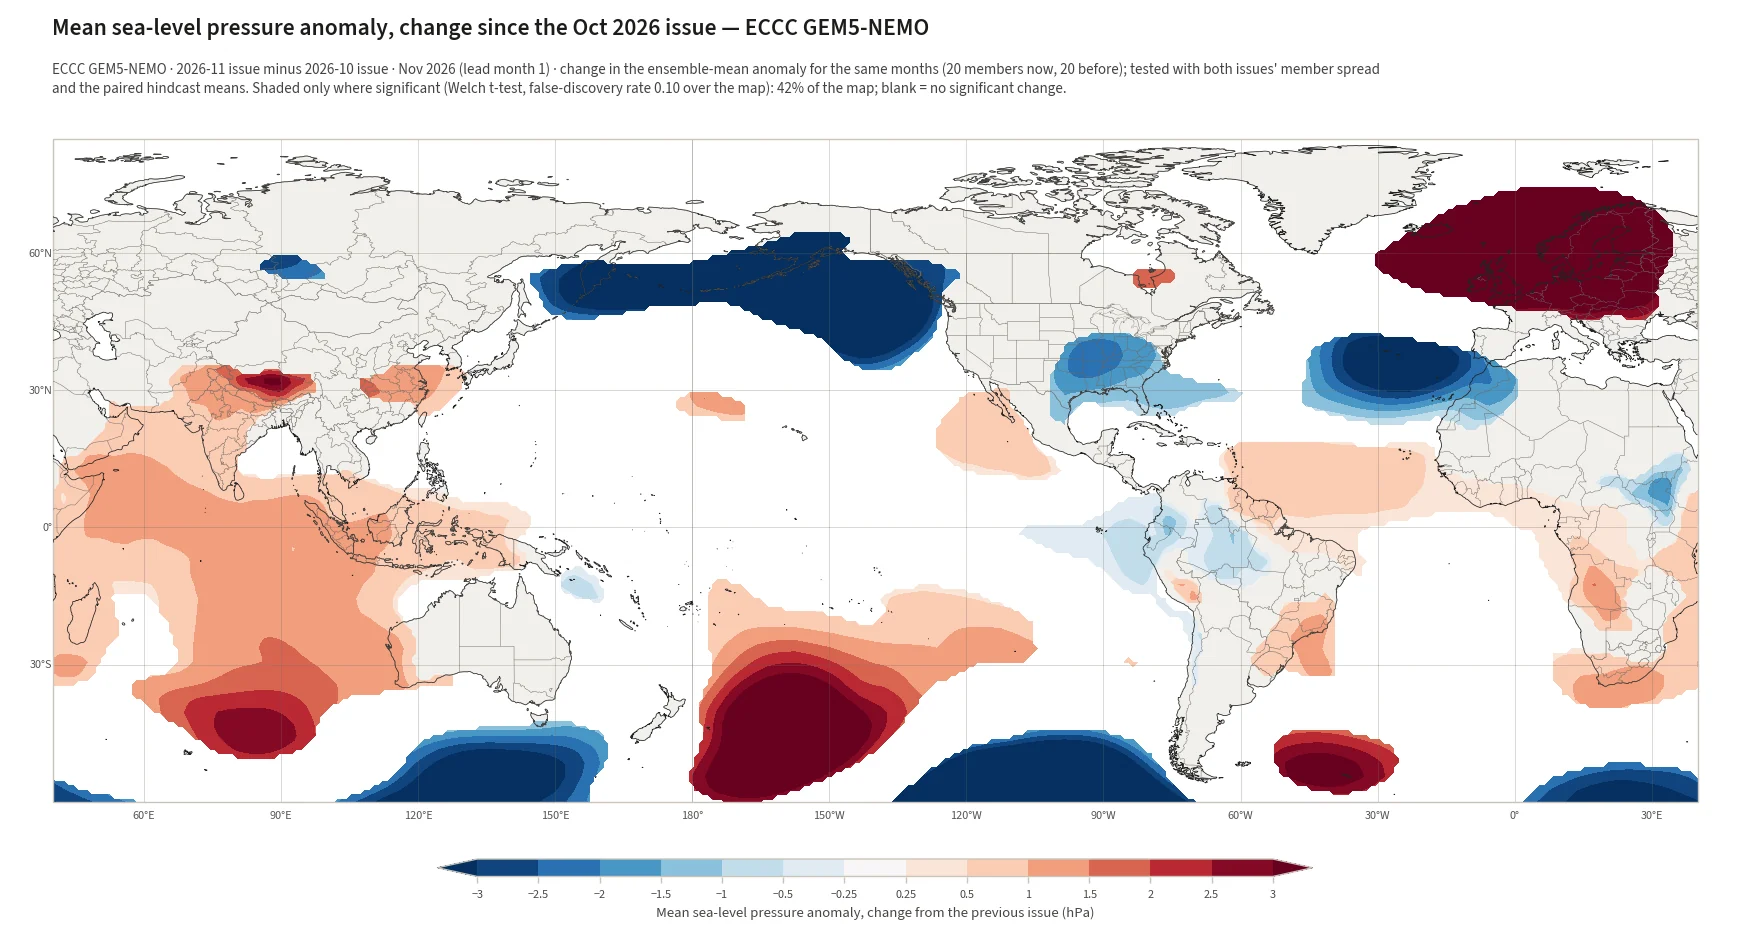 Mean sea-level pressure anomaly, change since the Oct 2026 issue — ECCC GEM5-NEMO
ECCC GEM5-NEMO · 2026-11 issue minus 2026-10 issue · Nov 2026 (lead month 1) · change in the ensemble-mean anomaly for the same months (20 members now, 20 before); tested with both issues' member spread
and the paired hindcast means. Shaded only where significant (Welch t-test, false-discovery rate 0.10 over the map): 42% of the map; blank = no significant change.
60°N
30°N
0°
30°S
60°E
90°E
120°E
150°E
180°
150°W
120°W
90°W
60°W
30°W
0°
30°E
−3
−2.5
−2
−1.5
−1
−0.5
−0.25
0.25
0.5
1
1.5
2
2.5
3
Mean sea-level pressure anomaly, change from the previous issue (hPa)